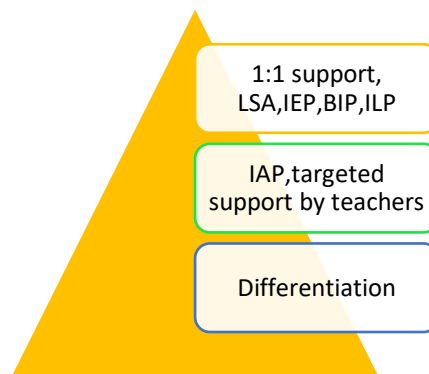 1:1 support,
LSA,IEP,BIP,ILP
IAP,targeted
support by teachers
Differentiation